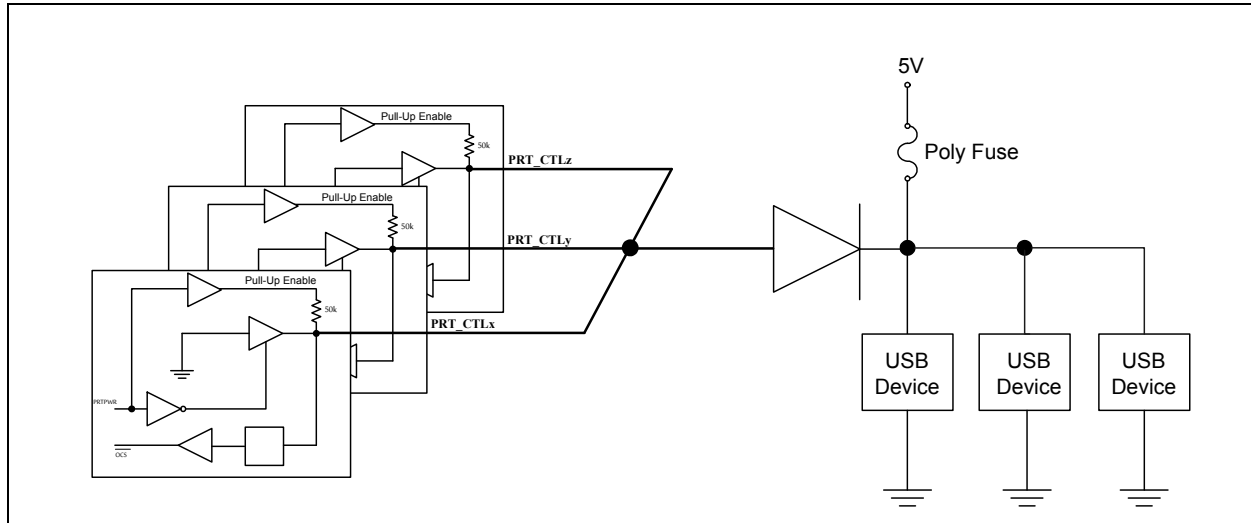 Pull-Up Enable
50k
PRT_CTLz
Pull-Up Enable
50k
PRT_CTLy
Pull-Up Enable
50k
PRT_CTLx
PRTPWR
OCS
5V
Poly Fuse
USB
Device
USB
Device
USB
Device